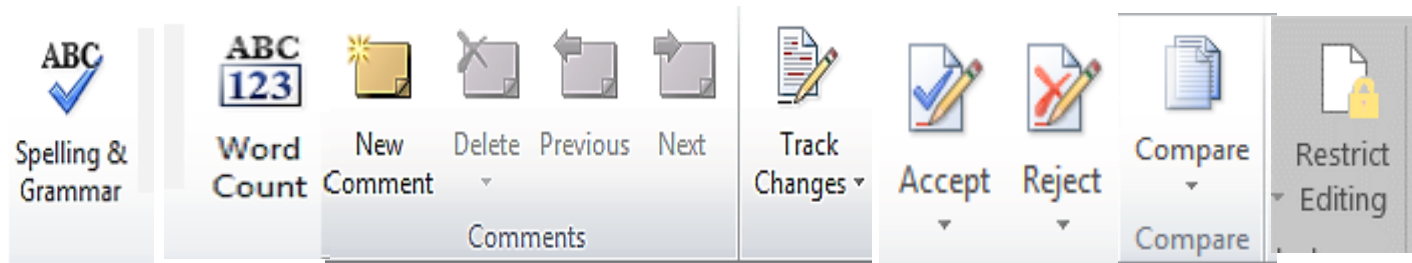 ABC
Spelling &
Grammar
ABC
123
Word
Count
New
Comment
Delete
Previous
Next
Comments
Track
Changes
Accept
Reject
Compare
Compare
Restrict
Editing